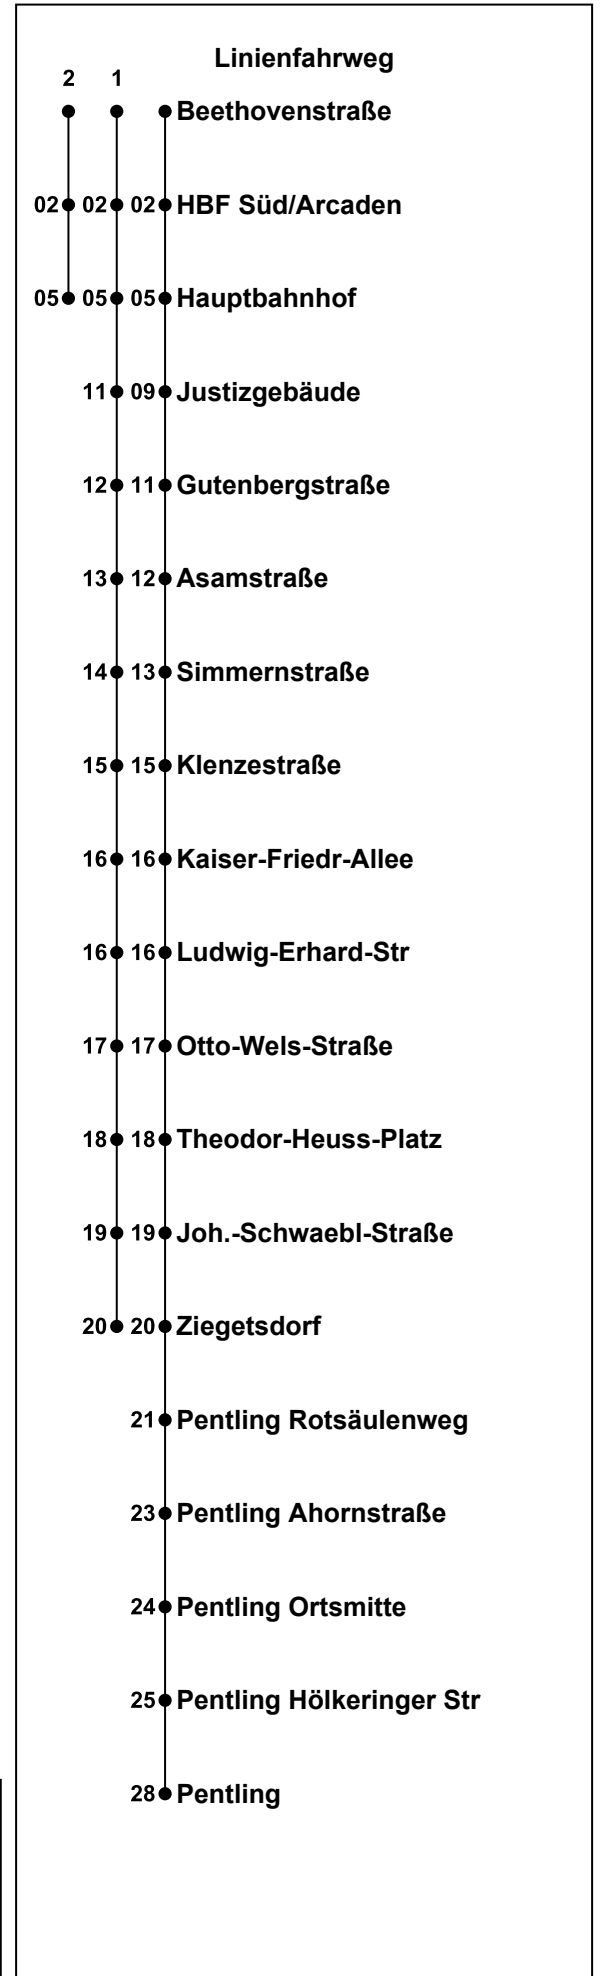 Linienfahrweg
2 1
Beethovenstraße
02 02 02 HBF Süd/Arcaden
05 05 05 Hauptbahnhof
11 09 Justizgebäude
12 11 Gutenbergstraße
13 12 Asamstraße
14 13 Simmernstraße
15 15 Klenzestraße
16 16 Kaiser-Friedr-Allee
16 16 Ludwig-Erhard-Str
17 17 Otto-Wels-Straße
18 18 Theodor-Heuss-Platz
19 19 Joh.-Schwaebl-Straße
20 20 Ziegetsdorf
21 Pentling Rotsäulenweg
23 Pentling Ahornstraße
24 Pentling Ortsmitte
25 Pentling Hölkeringer Str
28 Pentling